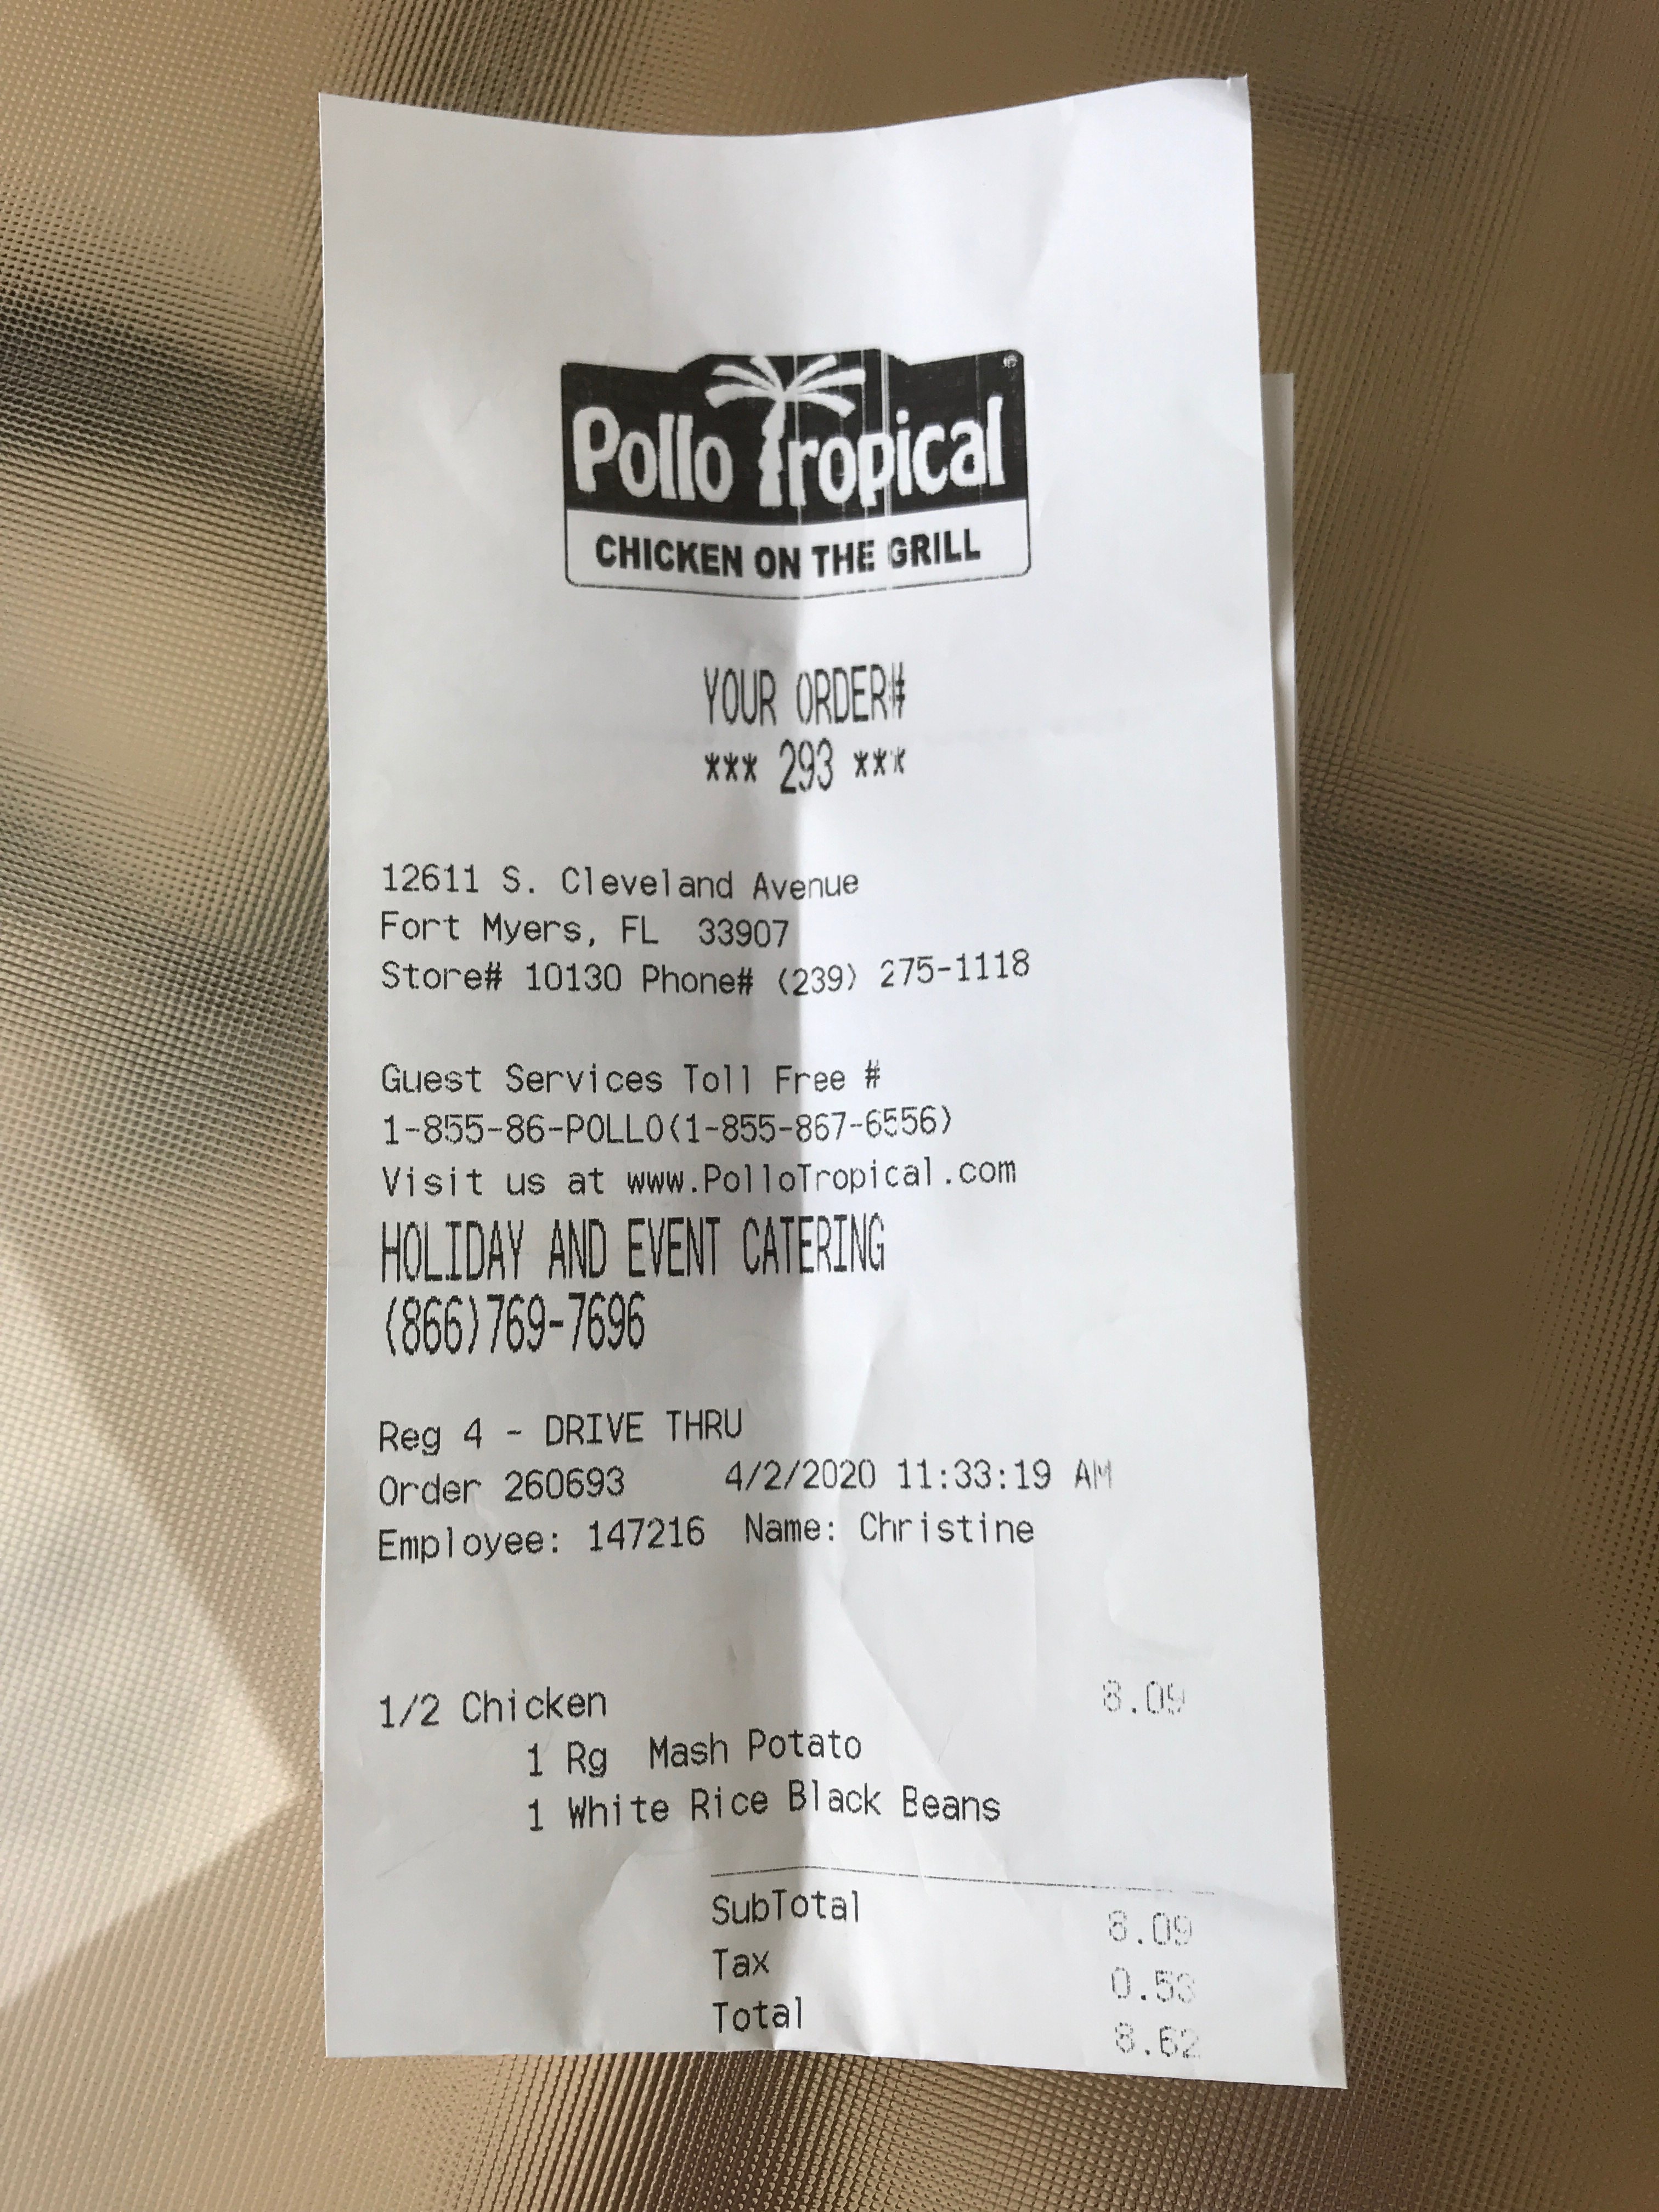 Pollo Tropical
®
CHICKEN ON THE GRILL
YOUR ORDER#
*** 293 ***
12611 S. Cleveland Avenue
Fort Myers, FL 33907
Store# 10130 Phone# (239) 275-1118
Guest Services Toll Free #
1-855-86-POLLO(1-855-867-6556)
Visit us at www.PolloTropical.com
HOLIDAY AND EVENT CATERING
(866)769-7696
Reg 4 - DRIVE THRU
Order 260693 4/2/2020 11:33:19 AM
Employee: 147216 Name: Christine
1/2 Chicken 8.09
1 Rg Mash Potato
1 White Rice Black Beans
SubTotal 8.09
Tax 0.53
Total 8.62